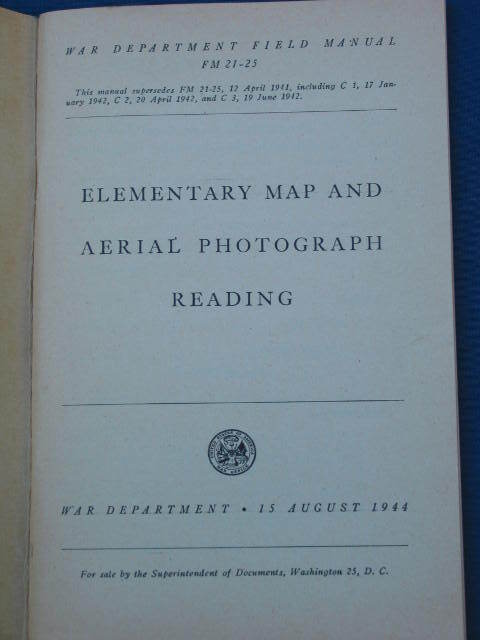 WAR DEPARTMENT FIELD MANUAL
FM 21-25
This manual supersedes FM 21-25, 12 April 1941, including C 1, 17 Jan-
uary 1942, C 2, 20 April 1942, and C 3, 19 June 1942.
ELEMENTARY MAP AND
AERIAL PHOTOGRAPH
READING
WAR DEPARTMENT • 15 AUGUST 1944
For sale by the Superintendent of Documents, Washington 25, D. C.